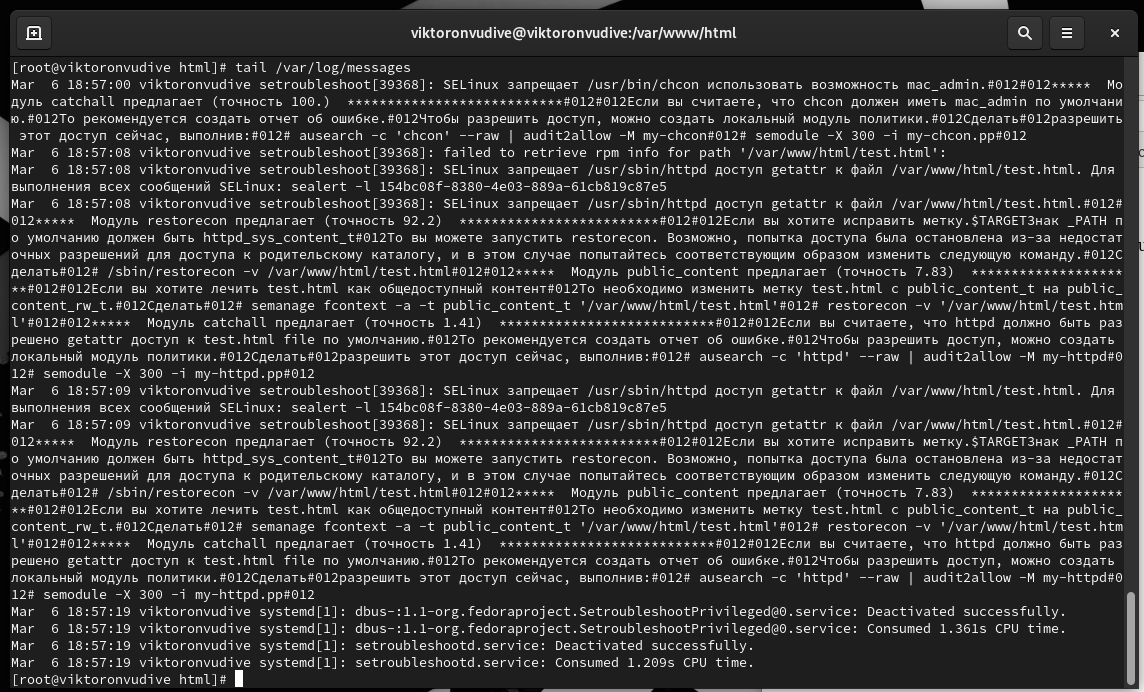 viktoronvudive@viktoronvudive:/var/www/html
[root@viktoronvudive html]# tail /var/log/messages
Mar  6 18:57:00 viktoronvudive setroubleshoot[39368]: SELinux запрещает /usr/bin/chcon использовать возможность mac_admin.#012#012*****  Мо
дуль catchall предлагает (точность 100.)  ***************************#012#012Если вы считаете, что chcon должен иметь mac_admin по умолчани
ю.#012То рекомендуется создать отчет об ошибке.#012Чтобы разрешить доступ, можно создать локальный модуль политики.#012Сделать#012разрешить
 этот доступ сейчас, выполнив:#012# ausearch -c 'chcon' --raw | audit2allow -M my-chcon#012# semodule -X 300 -i my-chcon.pp#012
Mar  6 18:57:08 viktoronvudive setroubleshoot[39368]: failed to retrieve rpm info for path '/var/www/html/test.html':
Mar  6 18:57:08 viktoronvudive setroubleshoot[39368]: SELinux запрещает /usr/sbin/httpd доступ getattr к файл /var/www/html/test.html. Для 
выполнения всех сообщений SELinux: sealert -l 154bc08f-8380-4e03-889a-61cb819c87e5
Mar  6 18:57:08 viktoronvudive setroubleshoot[39368]: SELinux запрещает /usr/sbin/httpd доступ getattr к файл /var/www/html/test.html.#012#
012*****  Модуль restorecon предлагает (точность 92.2)  *************************#012#012Если вы хотите исправить метку.$TARGETЗнак _PATH п
о умолчанию должен быть httpd_sys_content_t#012То вы можете запустить restorecon. Возможно, попытка доступа была остановлена из-за недостат
очных разрешений для доступа к родительскому каталогу, и в этом случае попытайтесь соответствующим образом изменить следующую команду.#012С
делать#012# /sbin/restorecon -v /var/www/html/test.html#012#012*****  Модуль public_content предлагает (точность 7.83)  *******************
**#012#012Если вы хотите лечить test.html как общедоступный контент#012То необходимо изменить метку test.html с public_content_t на public_
content_rw_t.#012Сделать#012# semanage fcontext -a -t public_content_t '/var/www/html/test.html'#012# restorecon -v '/var/www/html/test.htm
l'#012#012*****  Модуль catchall предлагает (точность 1.41)  ***************************#012#012Если вы считаете, что httpd должно быть раз
решено getattr доступ к test.html file по умолчанию.#012То рекомендуется создать отчет об ошибке.#012Чтобы разрешить доступ, можно создать 
локальный модуль политики.#012Сделать#012разрешить этот доступ сейчас, выполнив:#012# ausearch -c 'httpd' --raw | audit2allow -M my-httpd#0
12# semodule -X 300 -i my-httpd.pp#012
Mar  6 18:57:09 viktoronvudive setroubleshoot[39368]: SELinux запрещает /usr/sbin/httpd доступ getattr к файл /var/www/html/test.html. Для 
выполнения всех сообщений SELinux: sealert -l 154bc08f-8380-4e03-889a-61cb819c87e5
Mar  6 18:57:09 viktoronvudive setroubleshoot[39368]: SELinux запрещает /usr/sbin/httpd доступ getattr к файл /var/www/html/test.html.#012#
012*****  Модуль restorecon предлагает (точность 92.2)  *************************#012#012Если вы хотите исправить метку.$TARGETЗнак _PATH п
о умолчанию должен быть httpd_sys_content_t#012То вы можете запустить restorecon. Возможно, попытка доступа была остановлена из-за недостат
очных разрешений для доступа к родительскому каталогу, и в этом случае попытайтесь соответствующим образом изменить следующую команду.#012С
делать#012# /sbin/restorecon -v /var/www/html/test.html#012#012*****  Модуль public_content предлагает (точность 7.83)  *******************
**#012#012Если вы хотите лечить test.html как общедоступный контент#012То необходимо изменить метку test.html с public_content_t на public_
content_rw_t.#012Сделать#012# semanage fcontext -a -t public_content_t '/var/www/html/test.html'#012# restorecon -v '/var/www/html/test.htm
l'#012#012*****  Модуль catchall предлагает (точность 1.41)  ***************************#012#012Если вы считаете, что httpd должно быть раз
решено getattr доступ к test.html file по умолчанию.#012То рекомендуется создать отчет об ошибке.#012Чтобы разрешить доступ, можно создать 
локальный модуль политики.#012Сделать#012разрешить этот доступ сейчас, выполнив:#012# ausearch -c 'httpd' --raw | audit2allow -M my-httpd#0
12# semodule -X 300 -i my-httpd.pp#012
Mar  6 18:57:19 viktoronvudive systemd[1]: dbus-:1.1-org.fedoraproject.SetroubleshootPrivileged@0.service: Deactivated successfully.
Mar  6 18:57:19 viktoronvudive systemd[1]: dbus-:1.1-org.fedoraproject.SetroubleshootPrivileged@0.service: Consumed 1.361s CPU time.
Mar  6 18:57:19 viktoronvudive systemd[1]: setroubleshootd.service: Deactivated successfully.
Mar  6 18:57:19 viktoronvudive systemd[1]: setroubleshootd.service: Consumed 1.209s CPU time.
[root@viktoronvudive html]#